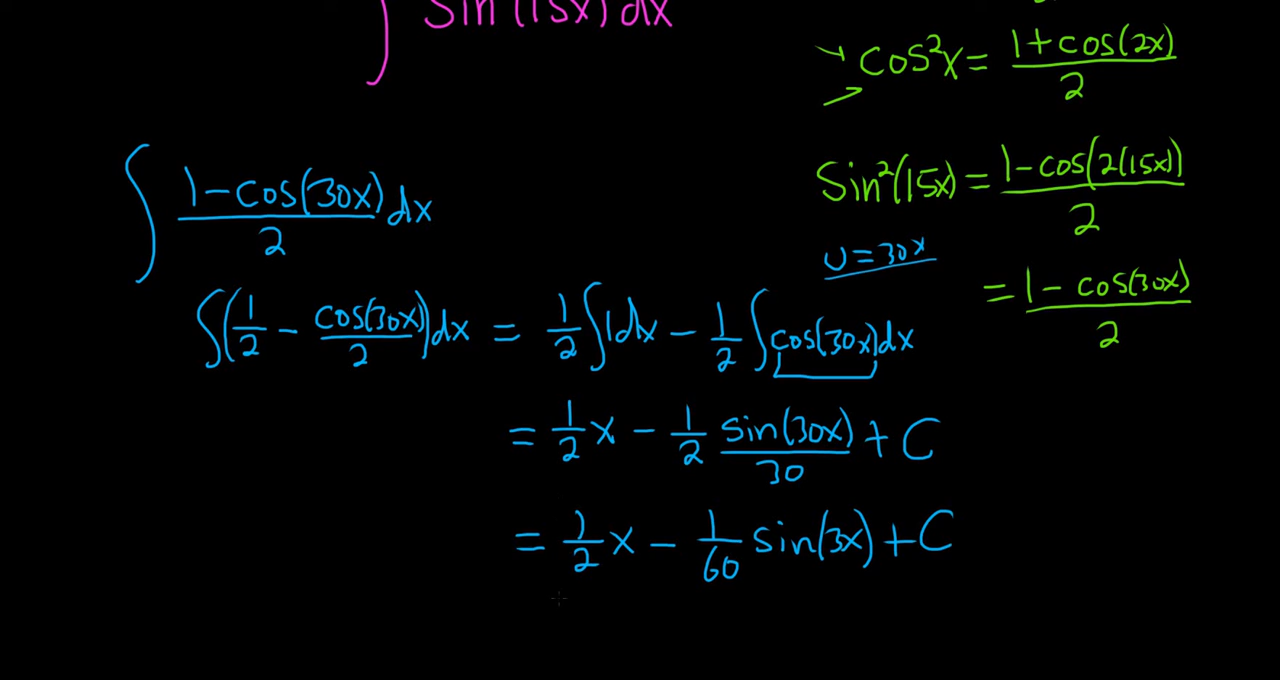 ∫ sin (15x) dx
cos²x = (1 + cos(2x))/2
∫ (1 - cos(30x))/2 dx
sin²(15x) = (1 - cos(2(15x)))/2
= (1 - cos(30x))/2
u = 30x
∫(1/2 - cos(30x)/2)dx = 1/2 ∫1dx - 1/2 ∫cos(30x)dx
= 1/2 x - 1/2 sin(30x)/30 + C
= 1/2 x - 1/60 sin(3x) + C